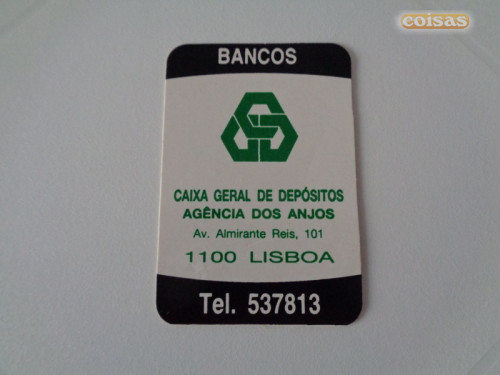 coisas
BANCOS
CAIXA GERAL DE DEPÓSITOS
AGÊNCIA DOS ANJOS
Av. Almirante Reis, 101
1100 LISBOA
Tel. 537813